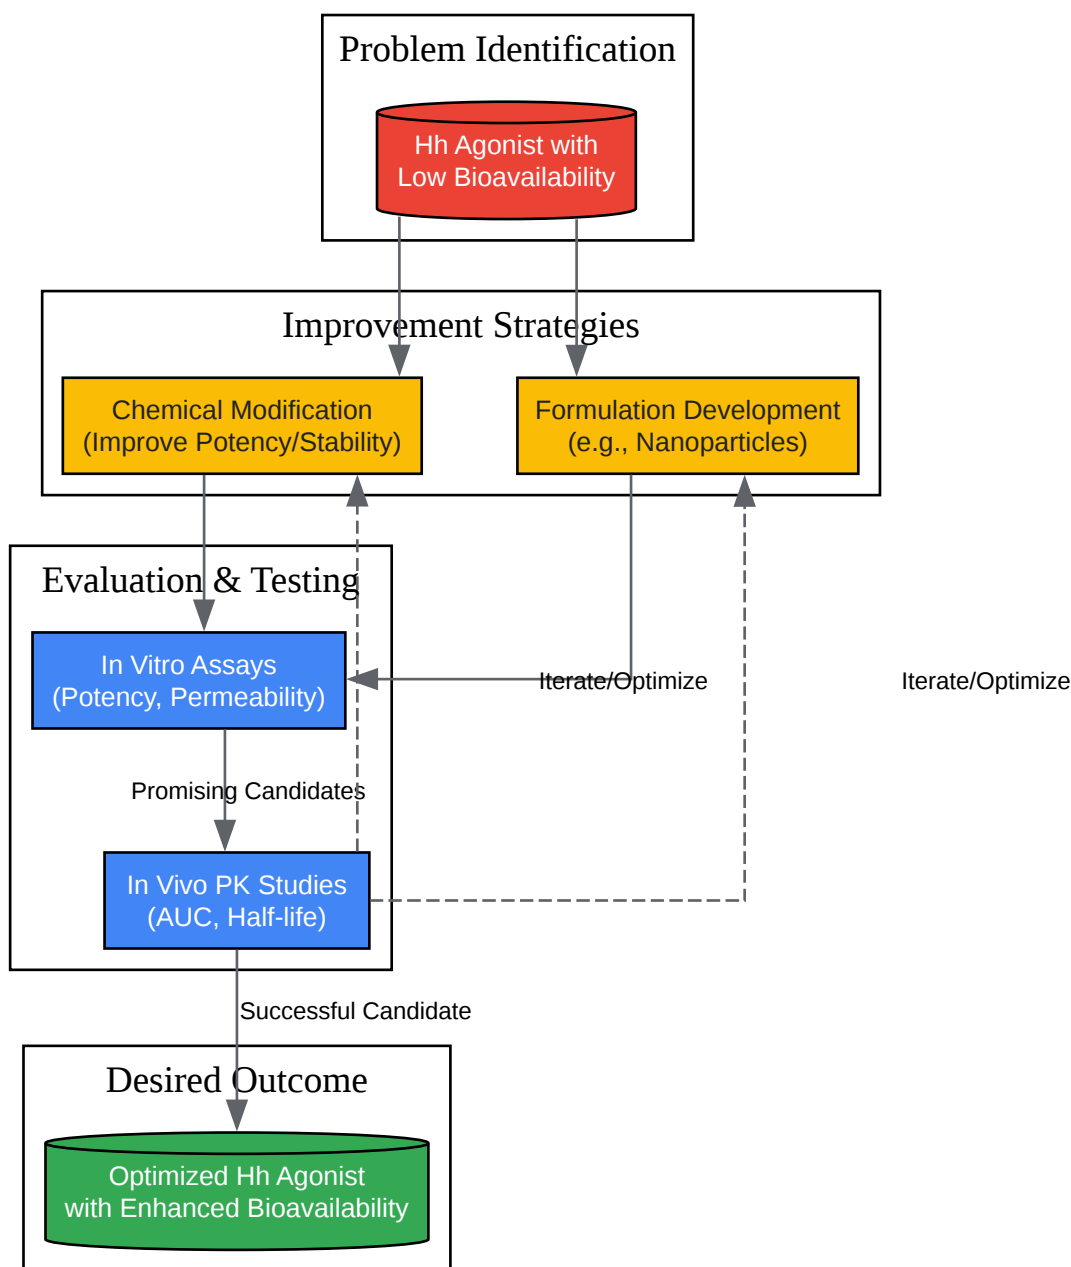 Problem Identification
Hh Agonist with
Low Bioavailability
Improvement Strategies
Chemical Modification
(Improve Potency/Stability)
Formulation Development
(e.g., Nanoparticles)
Evaluation & Testing
In Vitro Assays
(Potency, Permeability)
Iterate/Optimize
Iterate/Optimize
Promising Candidates
In Vivo PK Studies
(AUC, Half-life)
Successful Candidate
Desired Outcome
Optimized Hh Agonist
with Enhanced Bioavailability